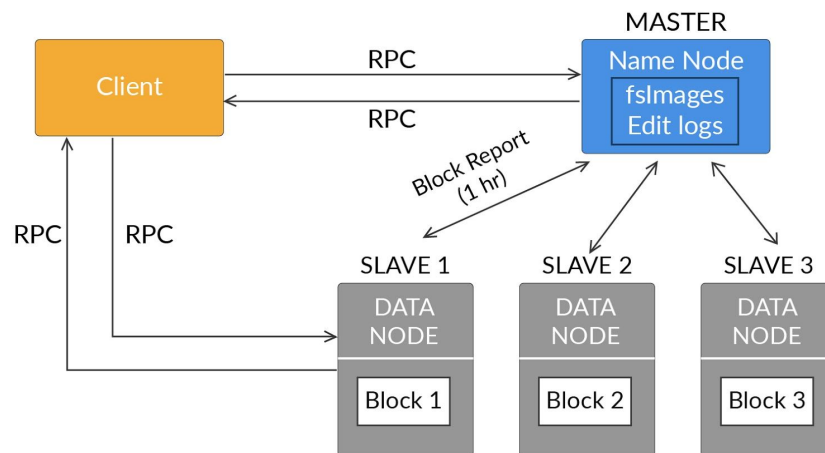 MASTER
RPC
Client
Name Node
fsImages
Edit logs
RPC
Block Report
(1 hr)
RPC
RPC
SLAVE 1
SLAVE 2
SLAVE 3
DATA
NODE
DATA
NODE
DATA
NODE
Block 1
Block 2
Block 3